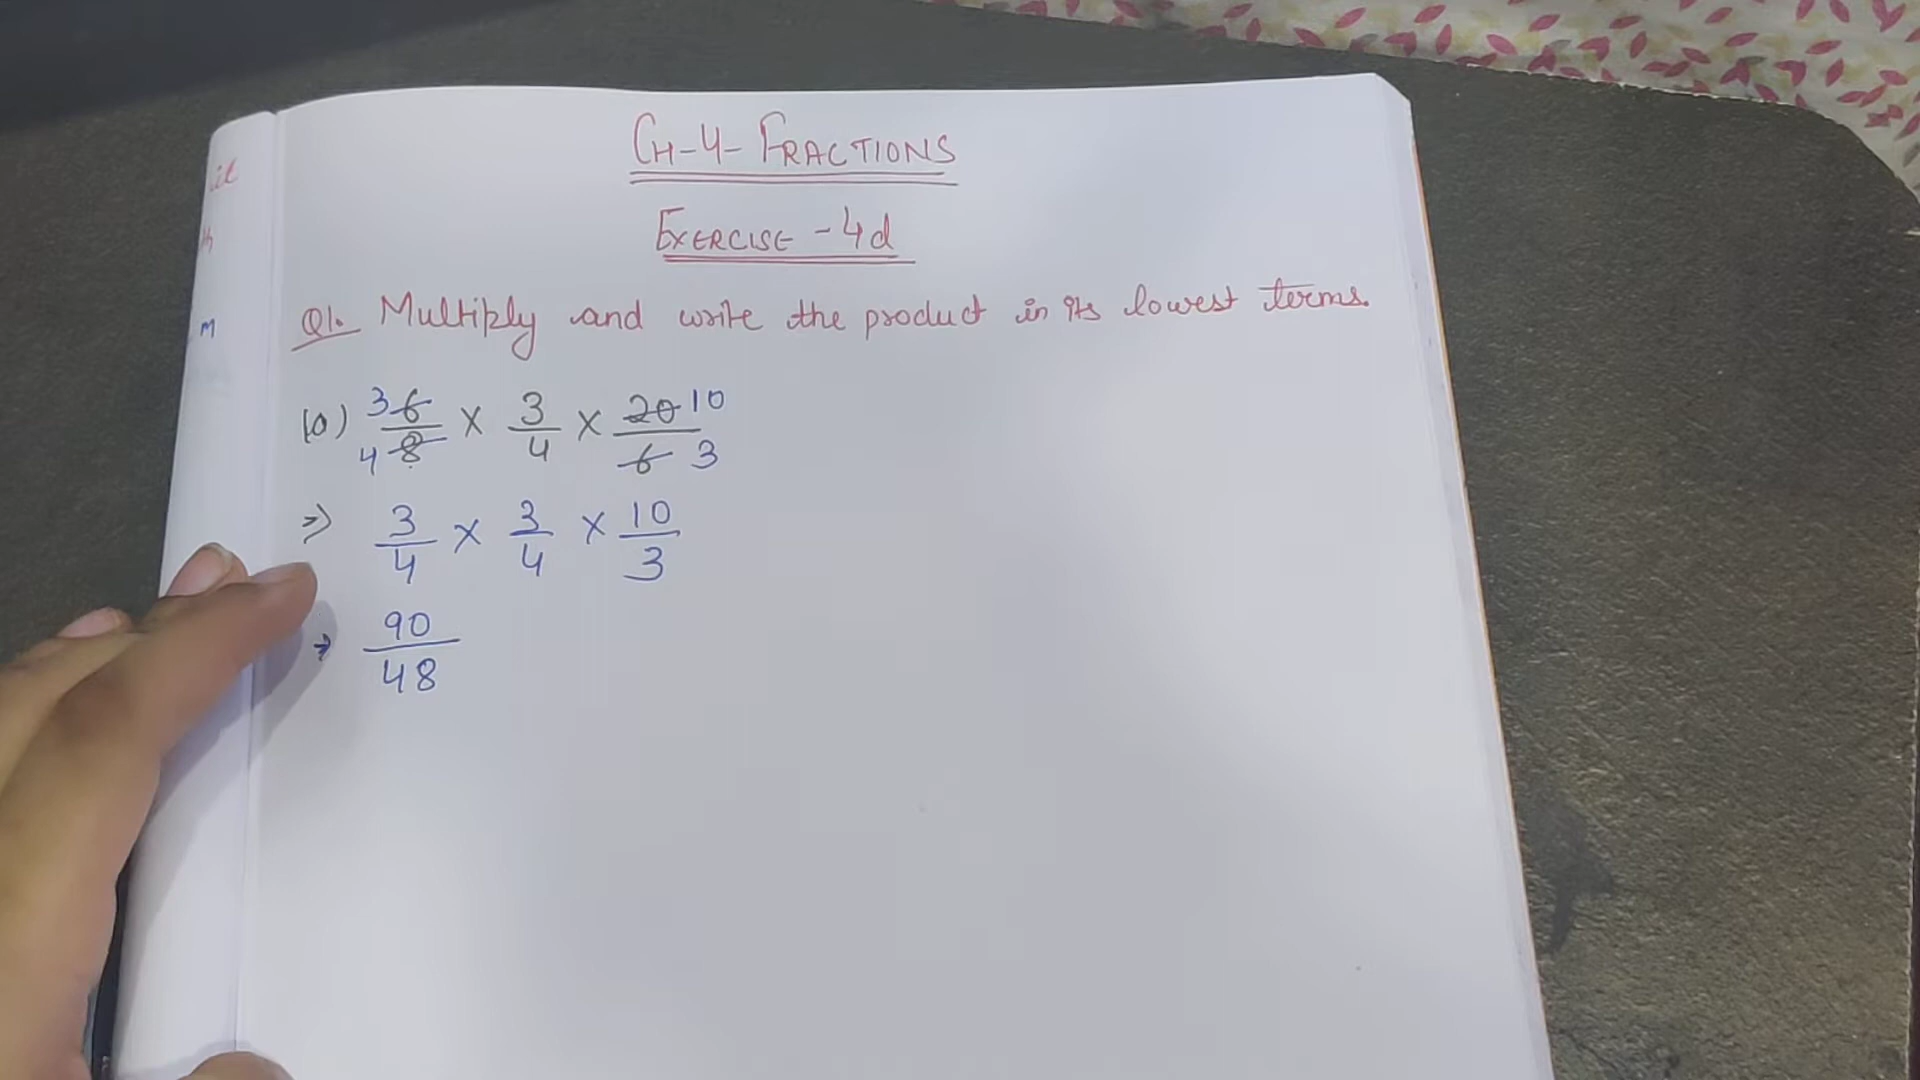 CH-4- FRACTIONS
EXERCISE - 4d
Q1. Multiply and write the product in its lowest terms.
(a) 3 6/4 8 × 3/4 × 20 10/6 3
⇒ 3/4 × 3/4 × 10/3
⇒ 90/48
M